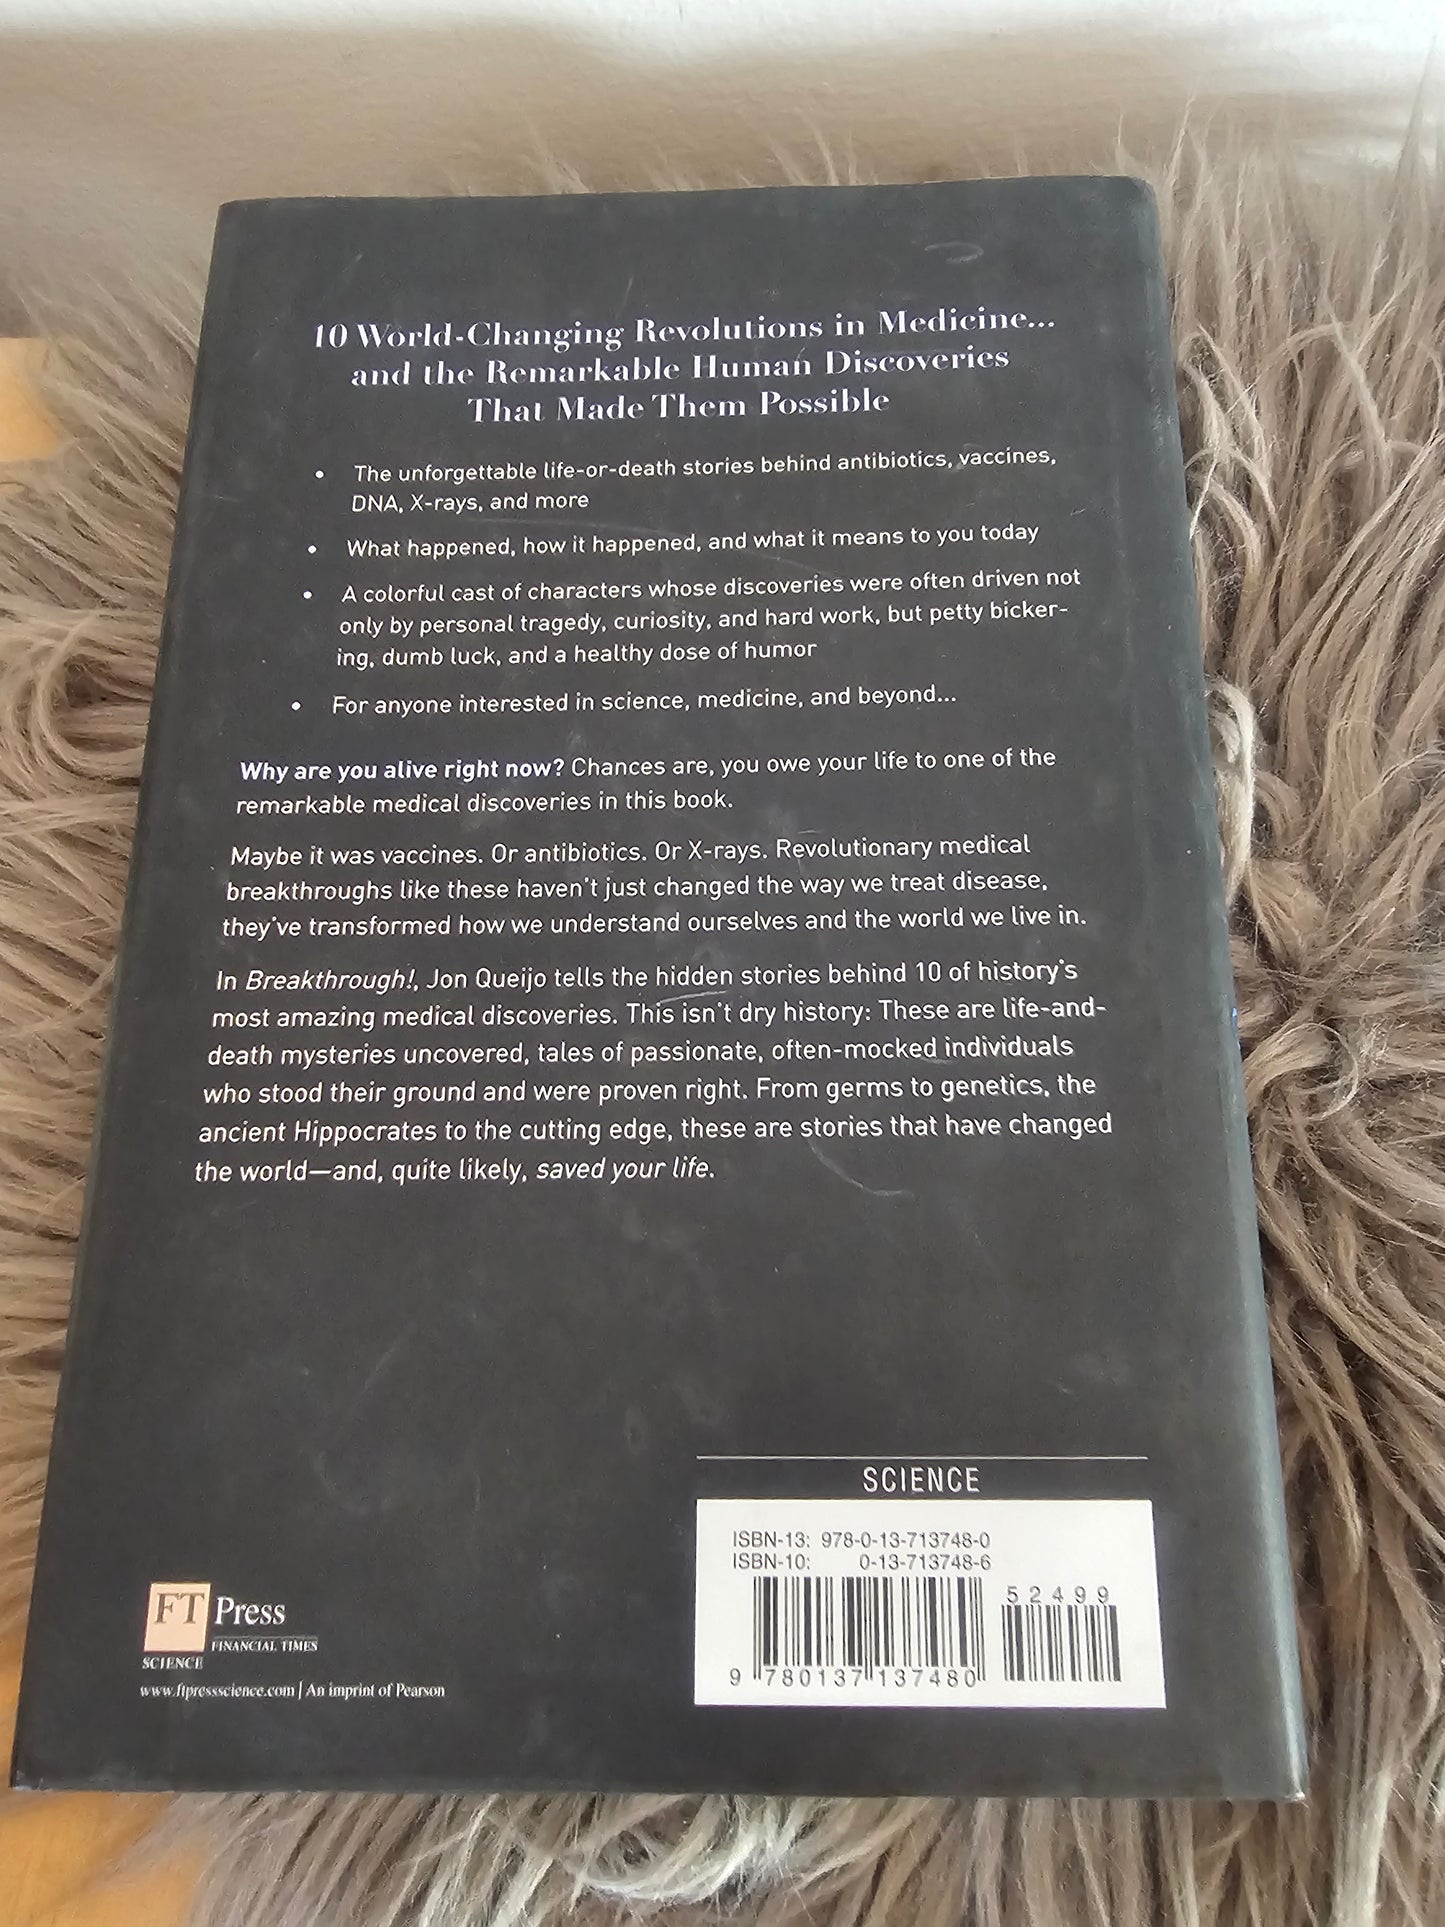 10 World-Changing Revolutions in Medicine...
and the Remarkable Human Discoveries
That Made Them Possible
• The unforgettable life-or-death stories behind antibiotics, vaccines,
DNA, X-rays, and more
• What happened, how it happened, and what it means to you today
• A colorful cast of characters whose discoveries were often driven not
only by personal tragedy, curiosity, and hard work, but petty bicker-
ing, dumb luck, and a healthy dose of humor
• For anyone interested in science, medicine, and beyond...
Why are you alive right now? Chances are, you owe your life to one of the
remarkable medical discoveries in this book.
Maybe it was vaccines. Or antibiotics. Or X-rays. Revolutionary medical
breakthroughs like these haven't just changed the way we treat disease,
they've transformed how we understand ourselves and the world we live in.
In Breakthrough!, Jon Queijo tells the hidden stories behind 10 of history's
most amazing medical discoveries. This isn't dry history: These are life-and-
death mysteries uncovered, tales of passionate, often-mocked individuals
who stood their ground and were proven right. From germs to genetics, the
ancient Hippocrates to the cutting edge, these are stories that have changed
the world—and, quite likely, saved your life.
SCIENCE
ISBN-13: 978-0-13-713748-0
ISBN-10: 0-13-713748-6
52499
9 780137 137480
FT Press
FINANCIAL TIMES
SCIENCE
www.ftpressscience.com | An imprint of Pearson